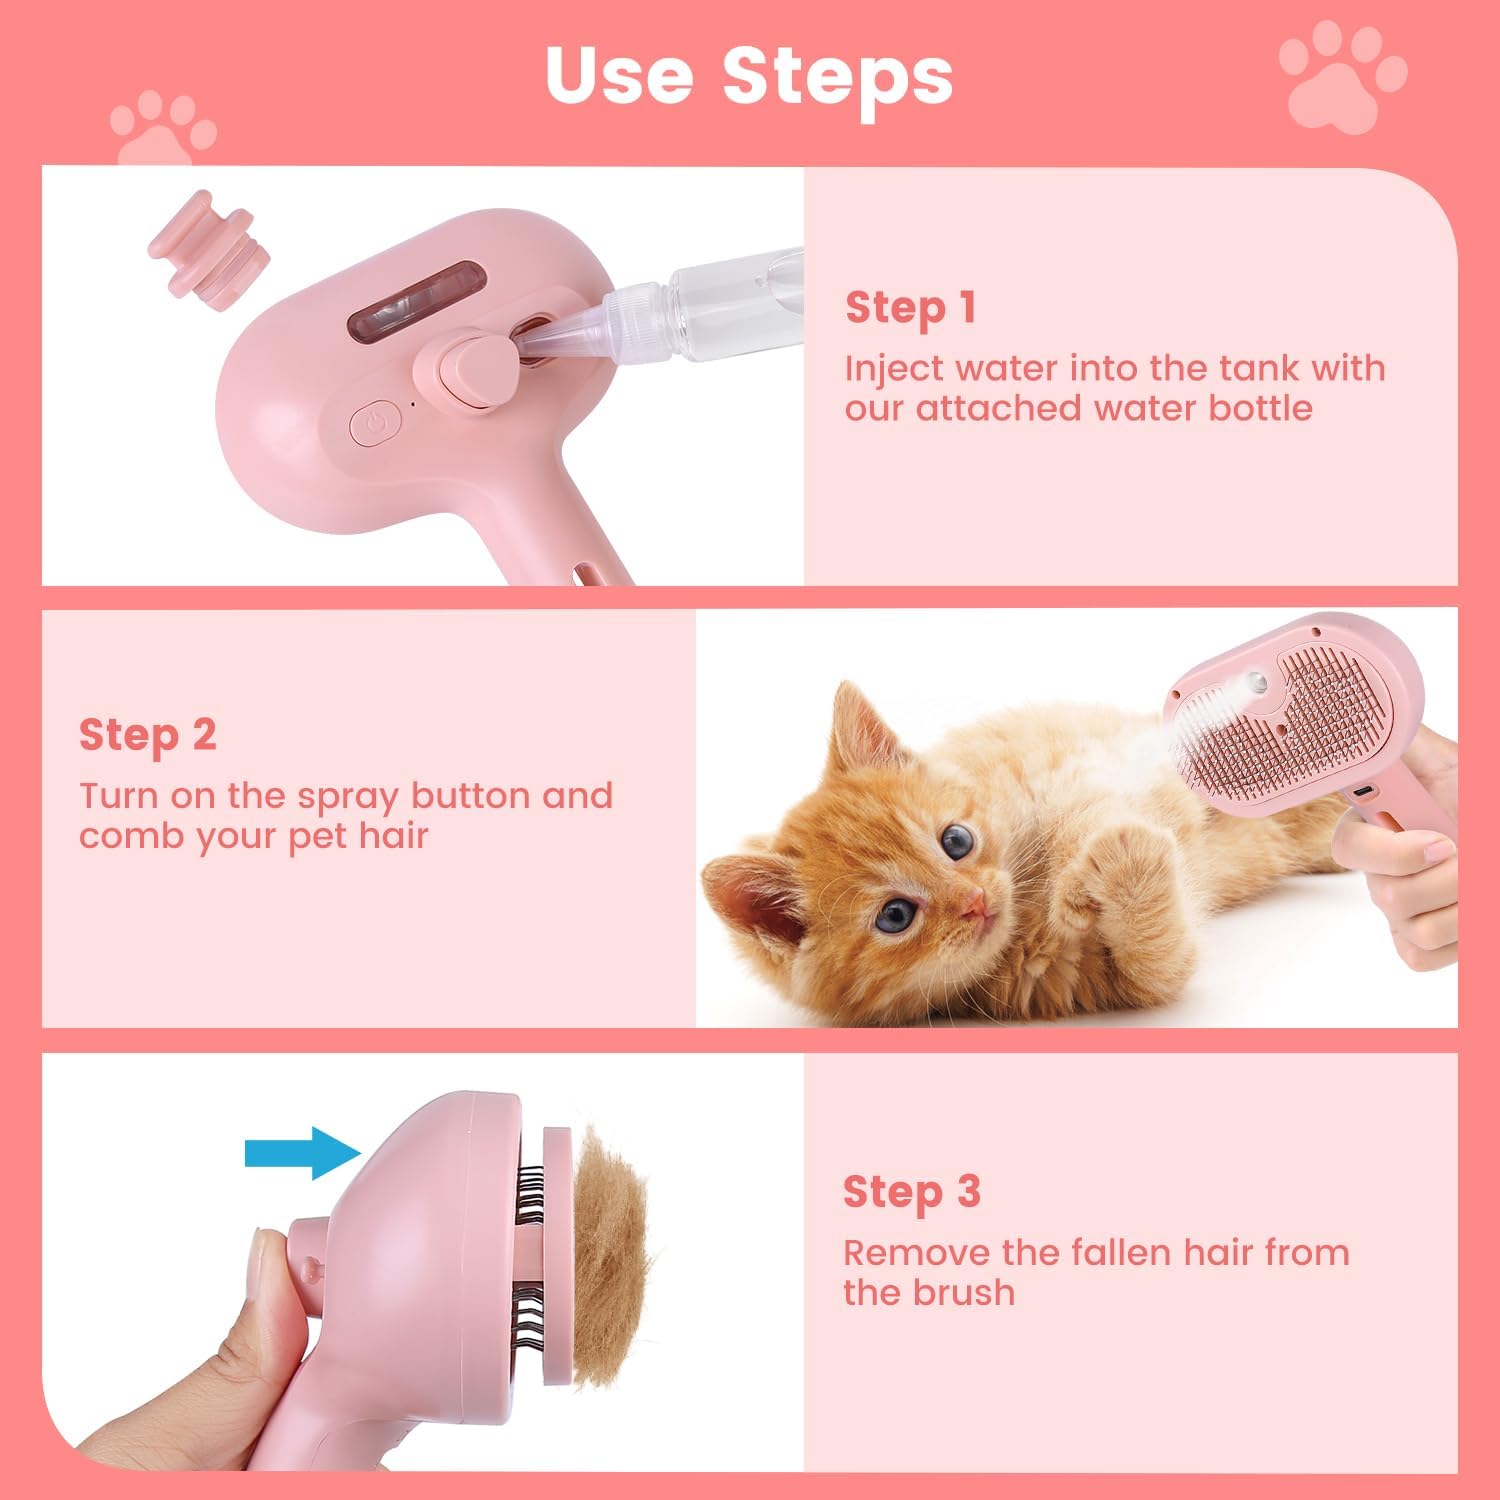 Use Steps
Step 1
Inject water into the tank with
our attached water bottle
Step 2
Turn on the spray button and
comb your pet hair
Step 3
Remove the fallen hair from
the brush